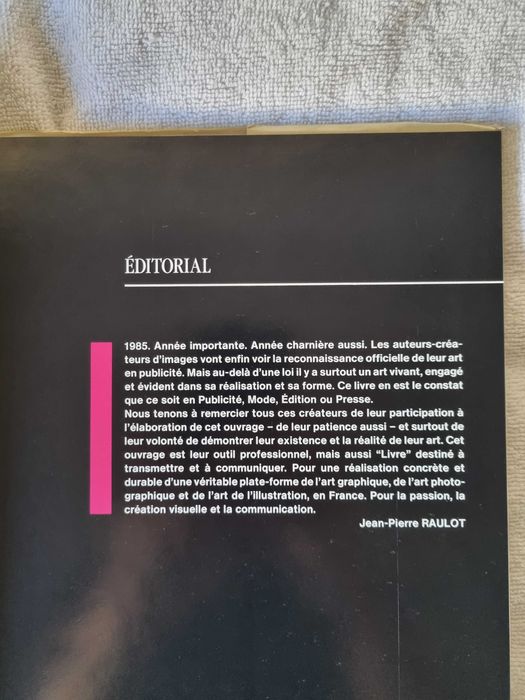 ÉDITORIAL
1985. Année importante. Année charnière aussi. Les auteurs-créa-
teurs d'images vont enfin voir la reconnaissance officielle de leur art
en publicité. Mais au-delà d'une loi il y a surtout un art vivant, engagé
et évident dans sa réalisation et sa forme. Ce livre en est le constat
que ce soit en Publicité, Mode, Édition ou Presse.
Nous tenons à remercier tous ces créateurs de leur participation à
l'élaboration de cet ouvrage – de leur patience aussi – et surtout de
leur volonté de démontrer leur existence et la réalité de leur art. Cet
ouvrage est leur outil professionnel, mais aussi "Livre" destiné à
transmettre et à communiquer. Pour une réalisation concrète et
durable d'une véritable plate-forme de l'art graphique, de l'art photo-
graphique et de l'art de l'illustration, en France. Pour la passion, la
création visuelle et la communication.
Jean-Pierre RAULOT